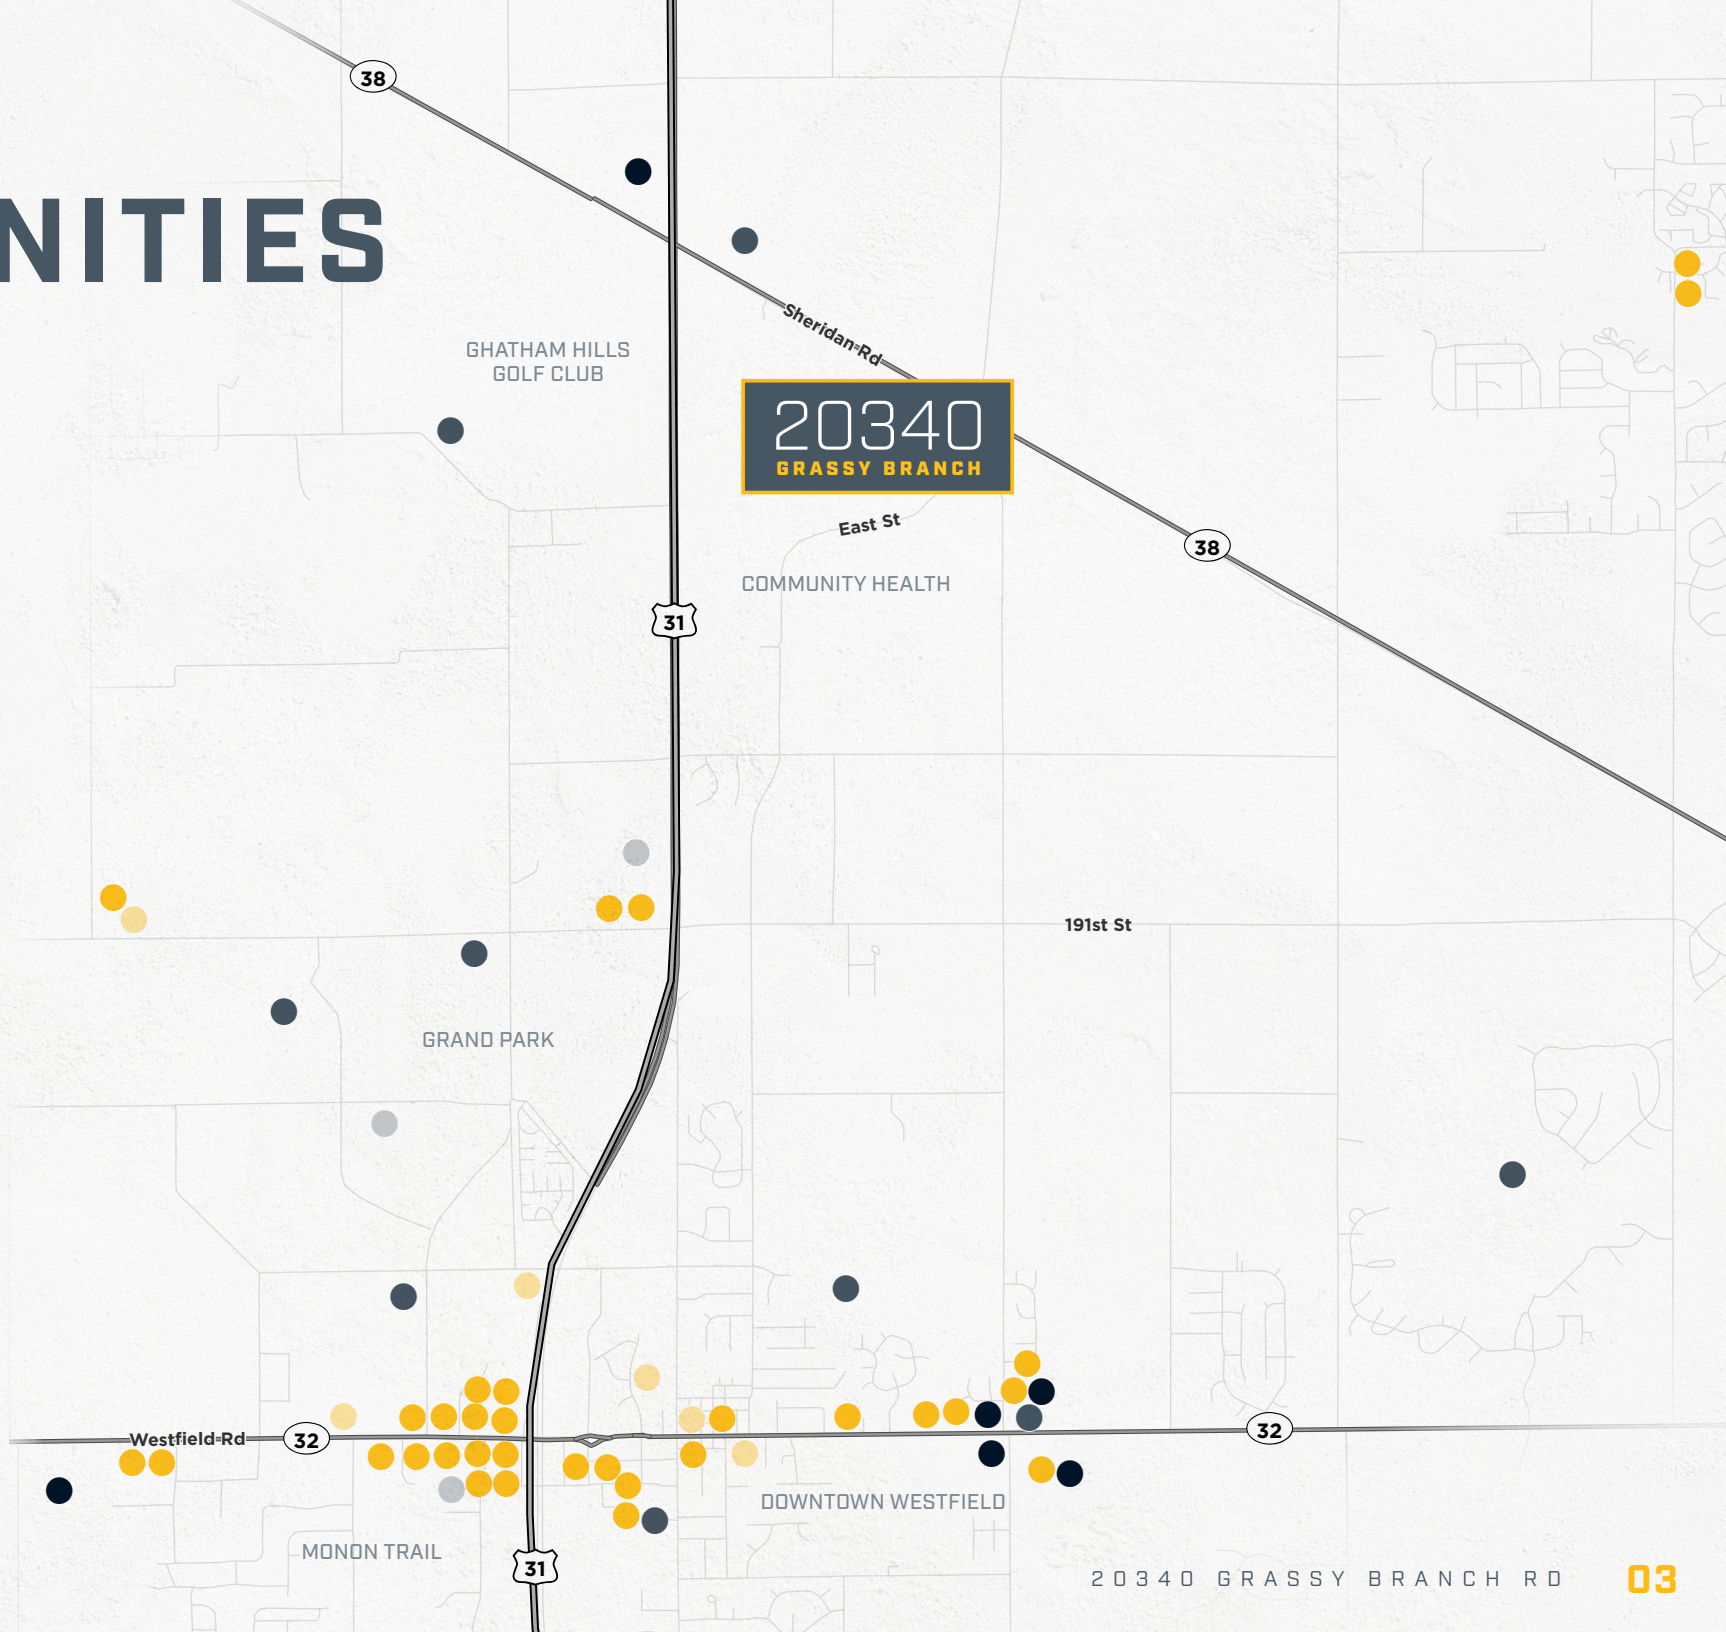 38
NITIES
Sheridan Rd
GHATHAM HILLS
GOLF CLUB
20340
GRASSY BRANCH
East St
38
COMMUNITY HEALTH
31
191st St
GRAND PARK
Westfield Rd
32
32
DOWNTOWN WESTFIELD
MONON TRAIL
31
20340 GRASSY BRANCH RD
03